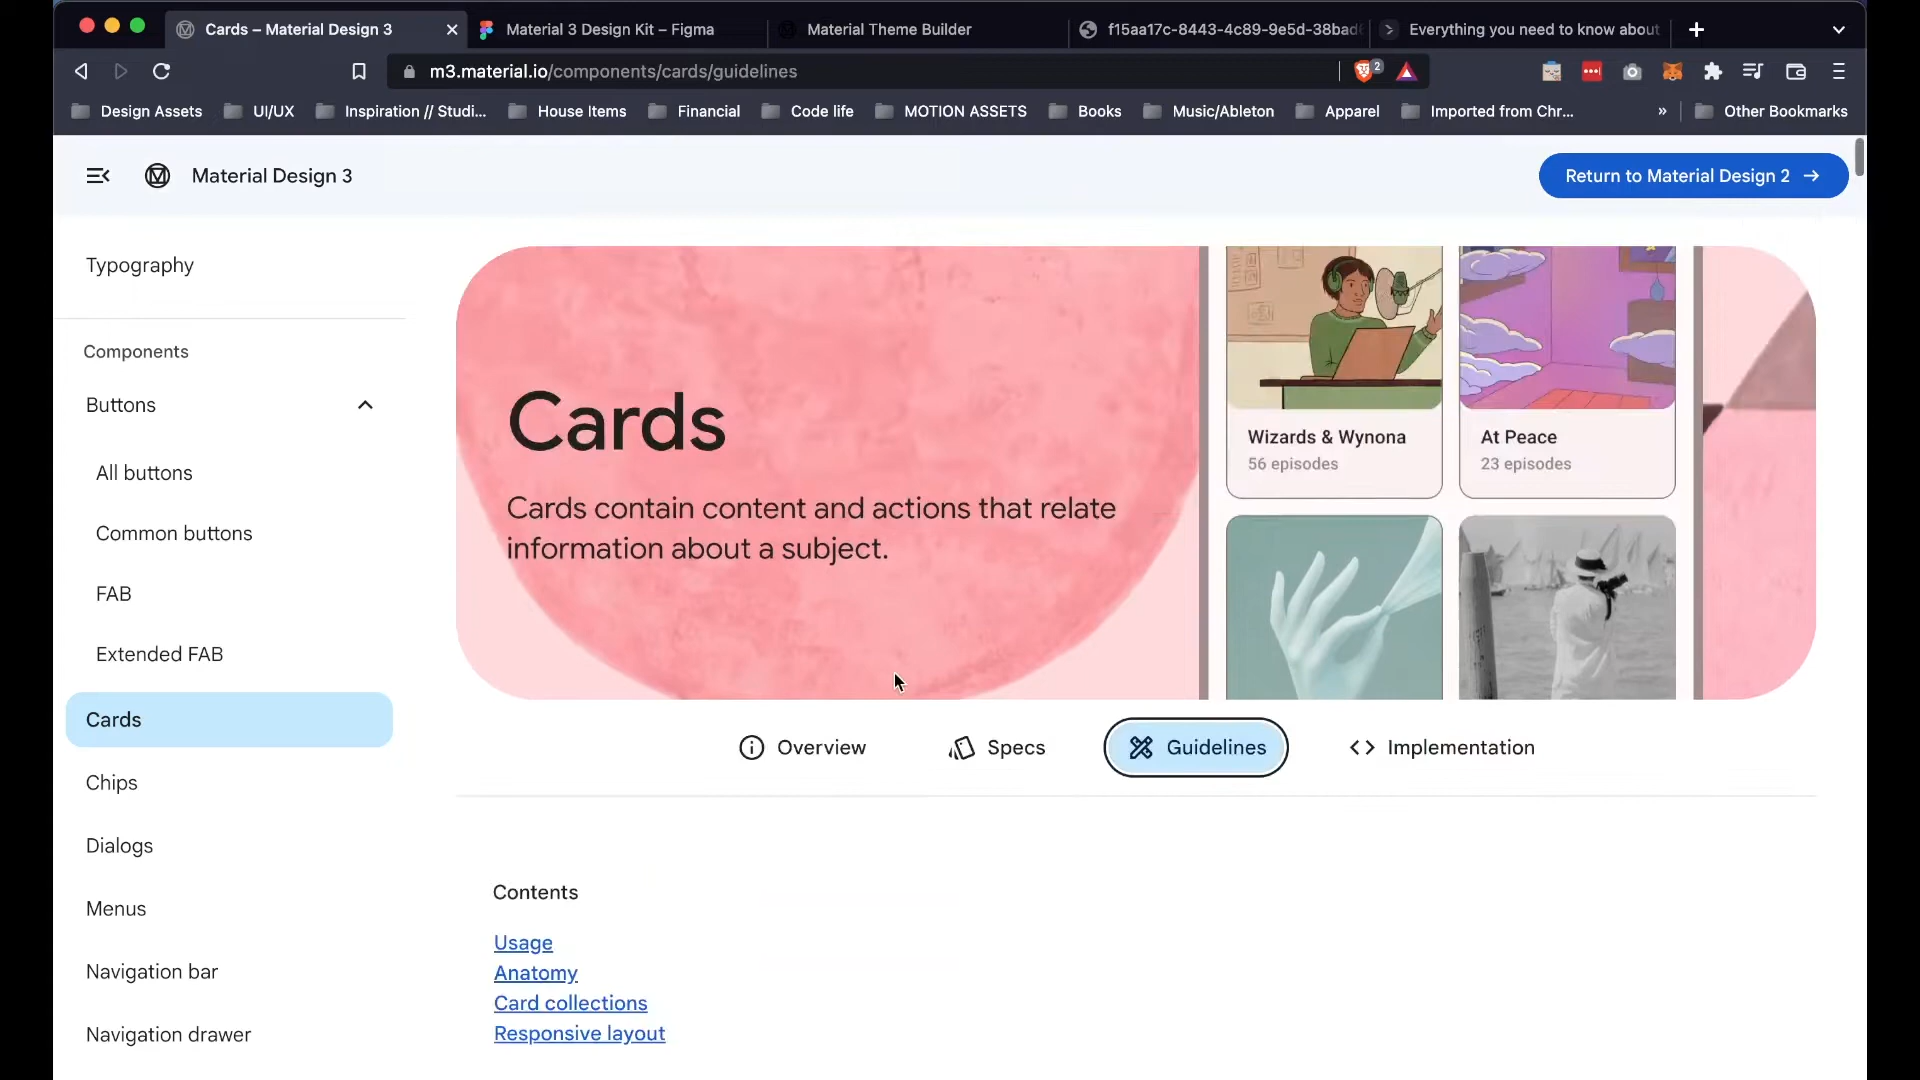 Cards – Material Design 3
Material 3 Design Kit – Figma
Material Theme Builder
f15aa17c-8443-4c89-9e5d-38bad
Everything you need to know about
m3.material.io/components/cards/guidelines
2
Design Assets
UI/UX
Inspiration // Studi...
House Items
Financial
Code life
MOTION ASSETS
Books
Music/Ableton
Apparel
Imported from Chr...
»
Other Bookmarks
Material Design 3
Return to Material Design 2
Typography
Components
Buttons
All buttons
Common buttons
FAB
Extended FAB
Cards
Chips
Dialogs
Menus
Navigation bar
Navigation drawer
Cards
Cards contain content and actions that relate
information about a subject.
Wizards & Wynona
56 episodes
At Peace
23 episodes
Overview
Specs
Guidelines
Implementation
Contents
Usage
Anatomy
Card collections
Responsive layout